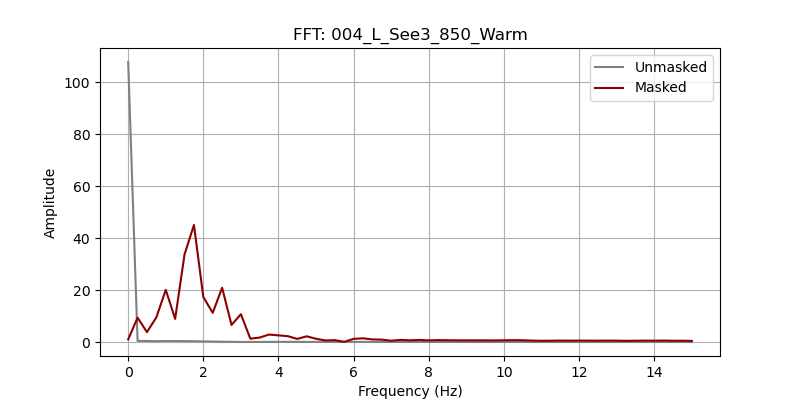 FFT: 004_L_See3_850_Warm
Unmasked
Masked
100
80
60
40
20
0
Amplitude
0 2 4 6 8 10 12 14
Frequency (Hz)